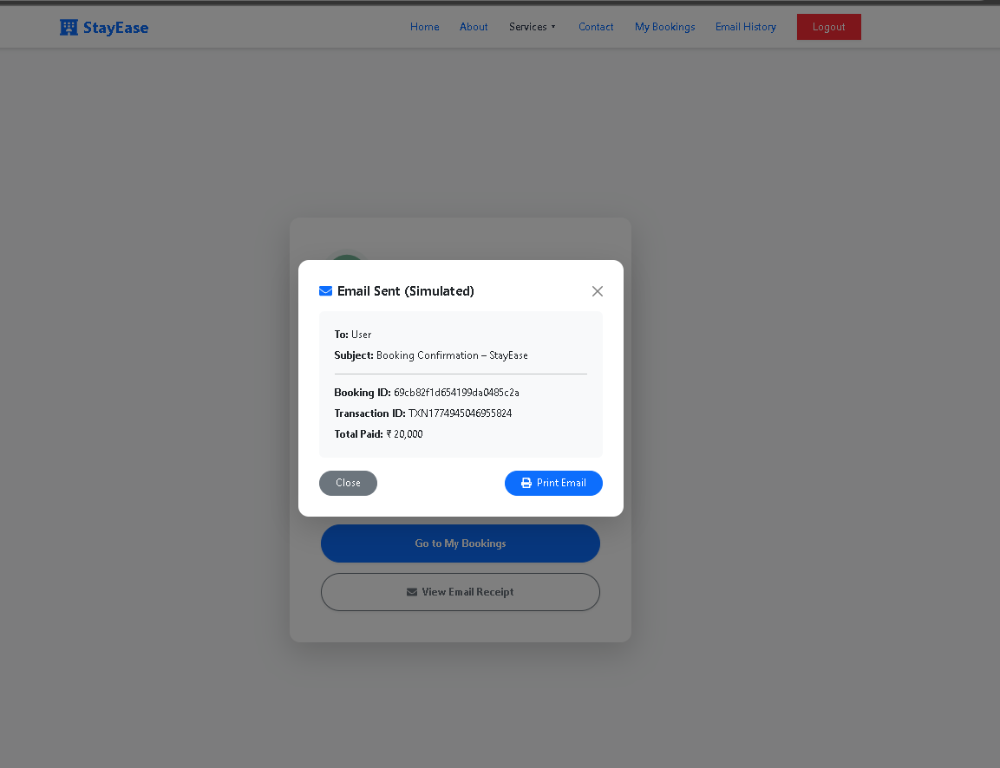 StayEase
Home About Services ▾ Contact My Bookings Email History Logout
Email Sent (Simulated)
To: User
Subject: Booking Confirmation – StayEase
Booking ID: 69cb82f1d654199da0485c2a
Transaction ID: TXN1774945046955824
Total Paid: ₹ 20,000
Close Print Email
Go to My Bookings
View Email Receipt